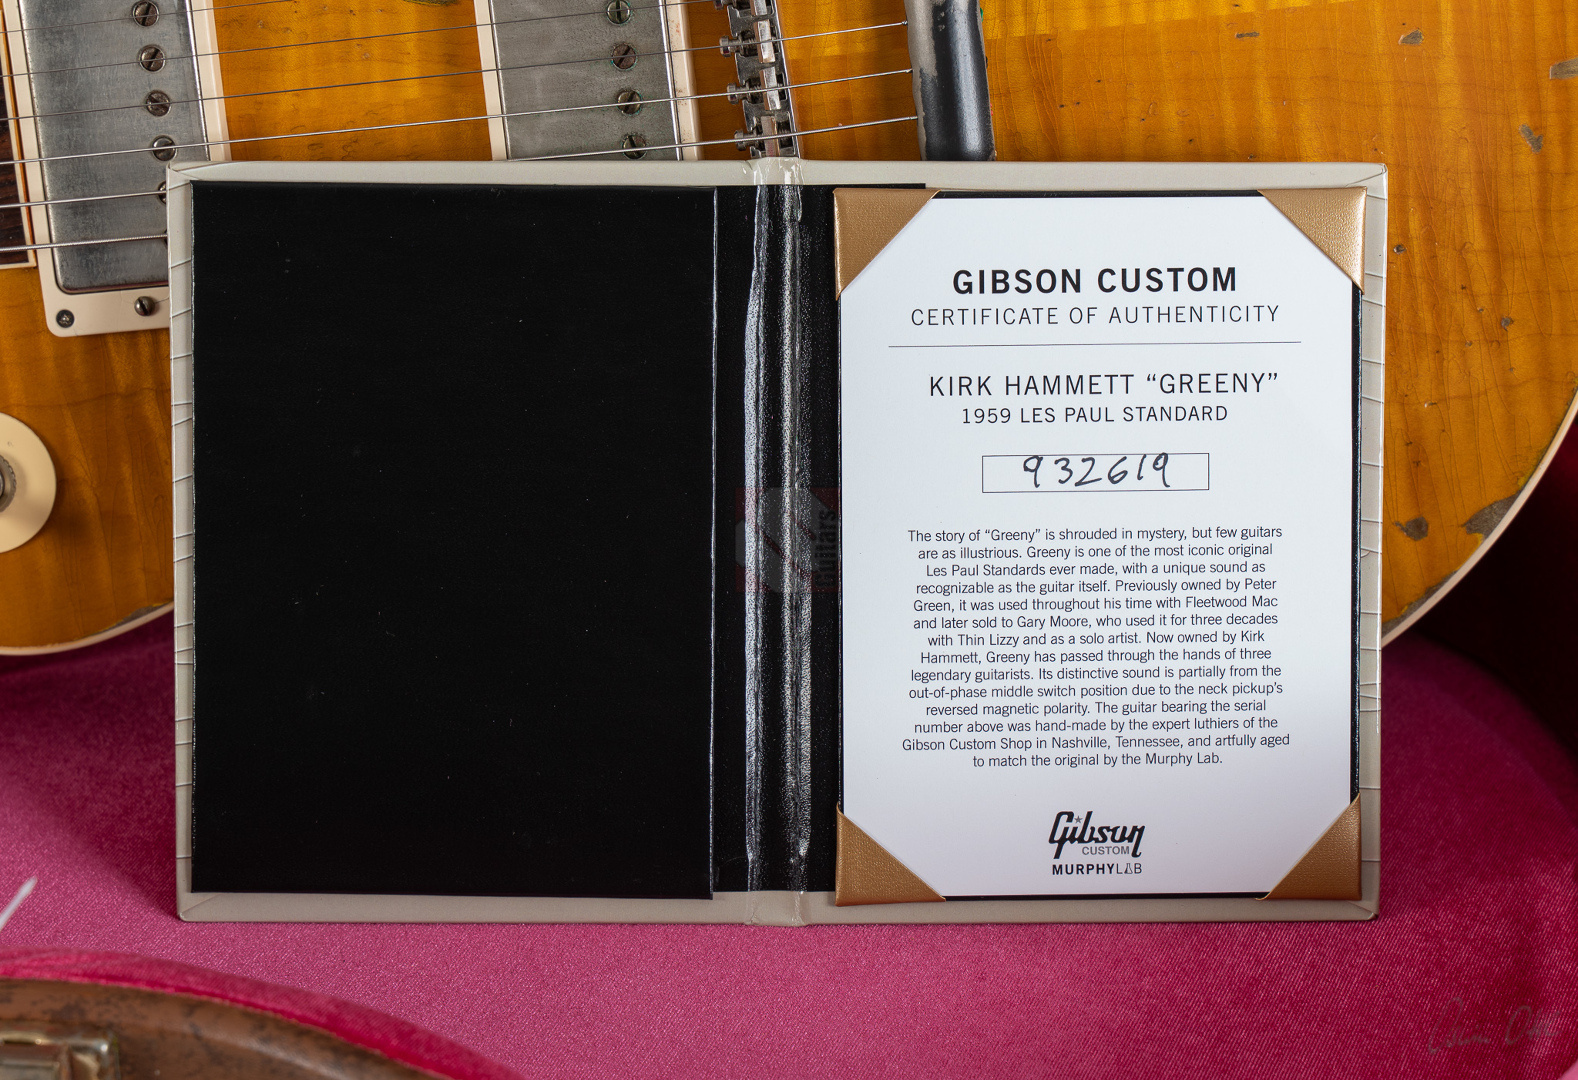 GIBSON CUSTOM
CERTIFICATE OF AUTHENTICITY
KIRK HAMMETT “GREENY”
1959 LES PAUL STANDARD
932619
The story of “Greeny” is shrouded in mystery, but few guitars
are as illustrious. Greeny is one of the most iconic original
Les Paul Standards ever made, with a unique sound as
recognizable as the guitar itself. Previously owned by Peter
Green, it was used throughout his time with Fleetwood Mac
and later sold to Gary Moore, who used it for three decades
with Thin Lizzy and as a solo artist. Now owned by Kirk
Hammett, Greeny has passed through the hands of three
legendary guitarists. Its distinctive sound is partially from the
out-of-phase middle switch position due to the neck pickup’s
reversed magnetic polarity. The guitar bearing the serial
number above was hand-made by the expert luthiers of the
Gibson Custom Shop in Nashville, Tennessee, and artfully aged
to match the original by the Murphy Lab.
Gibson
CUSTOM
MURPHYLAB
Guitars